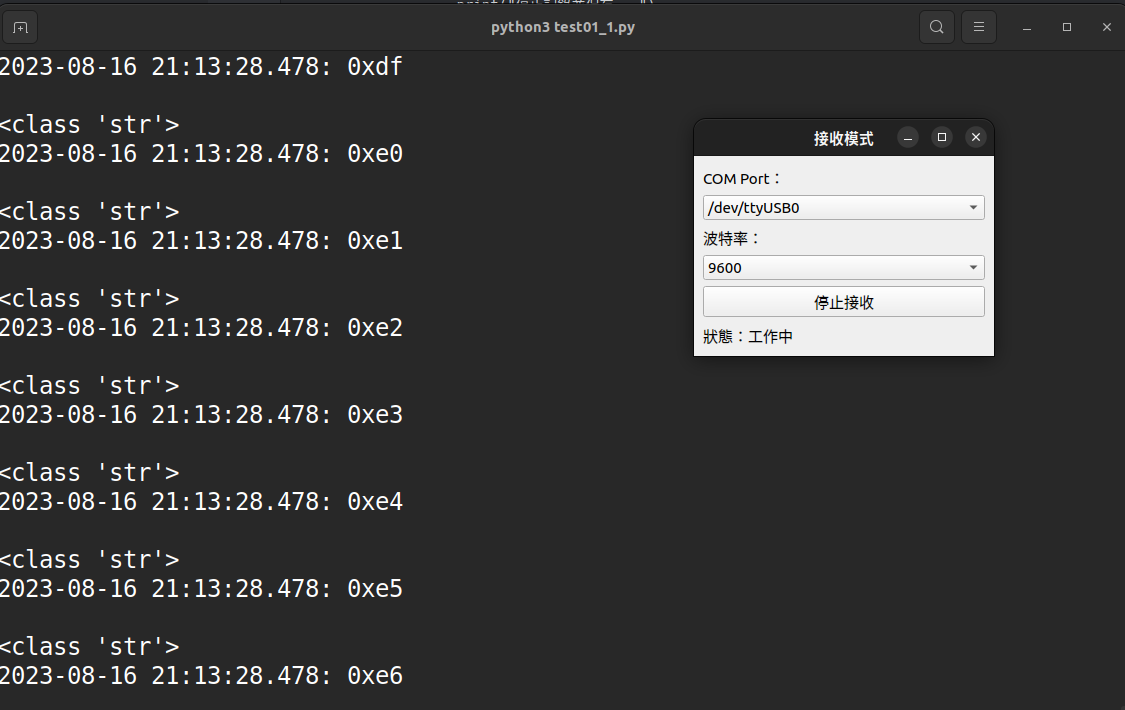 python3 test01_1.py
2023-08-16 21:13:28.478: 0xdf
<class 'str'>
2023-08-16 21:13:28.478: 0xe0
<class 'str'>
2023-08-16 21:13:28.478: 0xe1
<class 'str'>
2023-08-16 21:13:28.478: 0xe2
<class 'str'>
2023-08-16 21:13:28.478: 0xe3
<class 'str'>
2023-08-16 21:13:28.478: 0xe4
<class 'str'>
2023-08-16 21:13:28.478: 0xe5
<class 'str'>
2023-08-16 21:13:28.478: 0xe6
接收模式
COM Port：
/dev/ttyUSB0
波特率：
9600
停止接收
狀態：工作中